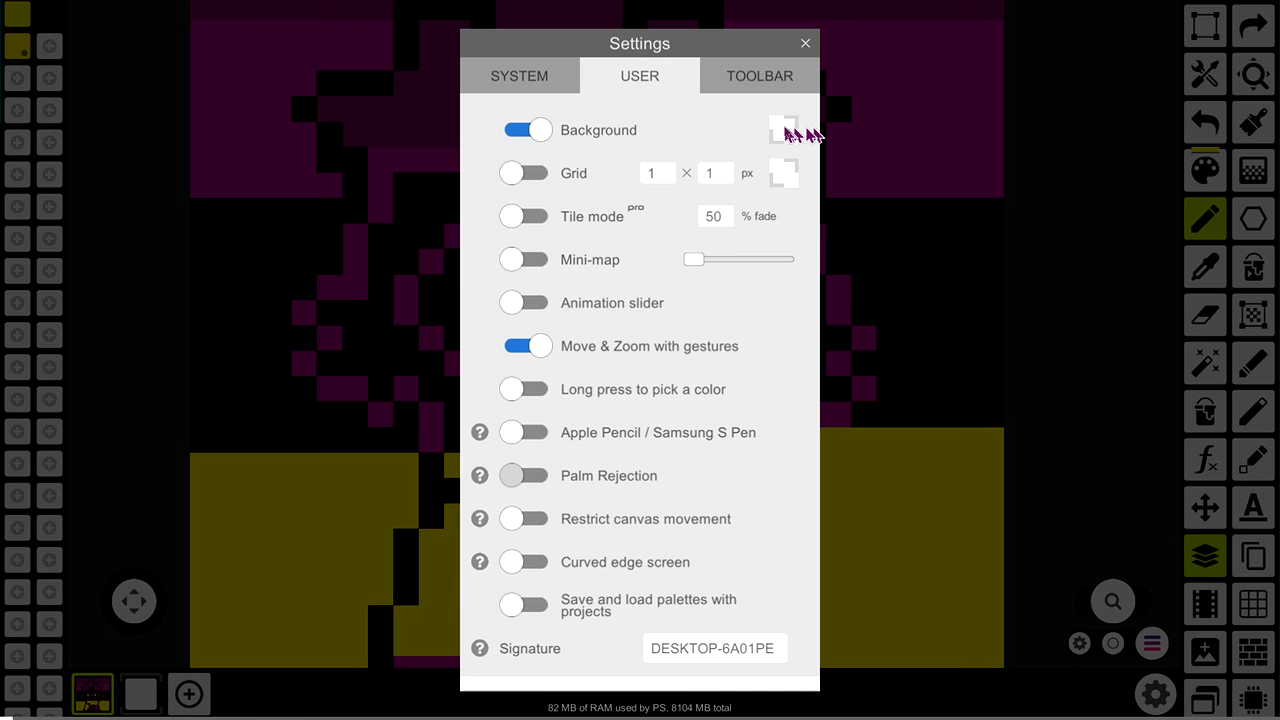 Settings
SYSTEM USER TOOLBAR
Background
Grid 1 × 1 px
Tile mode pro 50 % fade
Mini-map
Animation slider
Move & Zoom with gestures
Long press to pick a color
? Apple Pencil / Samsung S Pen
? Palm Rejection
? Restrict canvas movement
? Curved edge screen
Save and load palettes with
projects
? Signature DESKTOP-6A01PE
82 MB of RAM used by PS, 8104 MB total